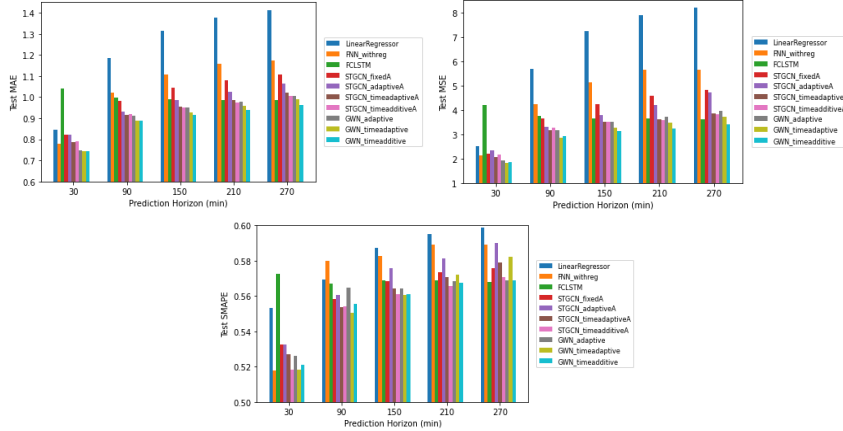 1.4
1.3
1.2
1.1
1.0
0.9
0.8
0.7
0.6
Test MAE
30 90 150 210 270
Prediction Horizon (min)
LinearRegressor
FNN_withreg
FCLSTM
STGCN_fixedA
STGCN_adaptiveA
STGCN_timeadaptiveA
STGCN_timeadditiveA
GWN_adaptive
GWN_timeadaptive
GWN_timeadditive
8
7
6
5
4
3
2
1
Test MSE
30 90 150 210 270
Prediction Horizon (min)
LinearRegressor
FNN_withreg
FCLSTM
STGCN_fixedA
STGCN_adaptiveA
STGCN_timeadaptiveA
STGCN_timeadditiveA
GWN_adaptive
GWN_timeadaptive
GWN_timeadditive
0.60
0.58
0.56
0.54
0.52
0.50
Test SMAPE
30 90 150 210 270
Prediction Horizon (min)
LinearRegressor
FNN_withreg
FCLSTM
STGCN_fixedA
STGCN_adaptiveA
STGCN_timeadaptiveA
STGCN_timeadditiveA
GWN_adaptive
GWN_timeadaptive
GWN_timeadditive